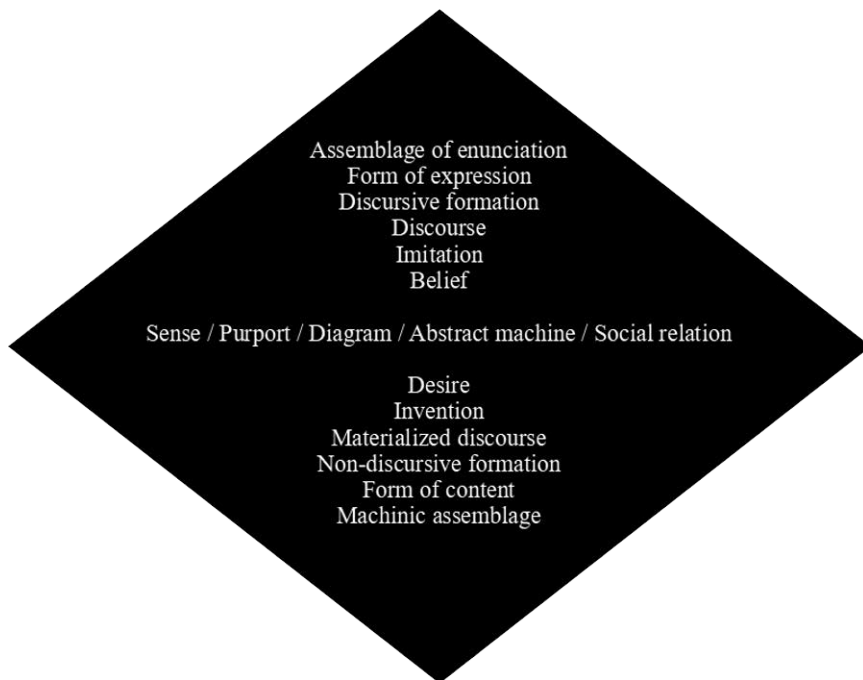 Assemblage of enunciation
Form of expression
Discursive formation
Discourse
Imitation
Belief
Sense / Purport / Diagram / Abstract machine / Social relation
Desire
Invention
Materialized discourse
Non-discursive formation
Form of content
Machinic assemblage